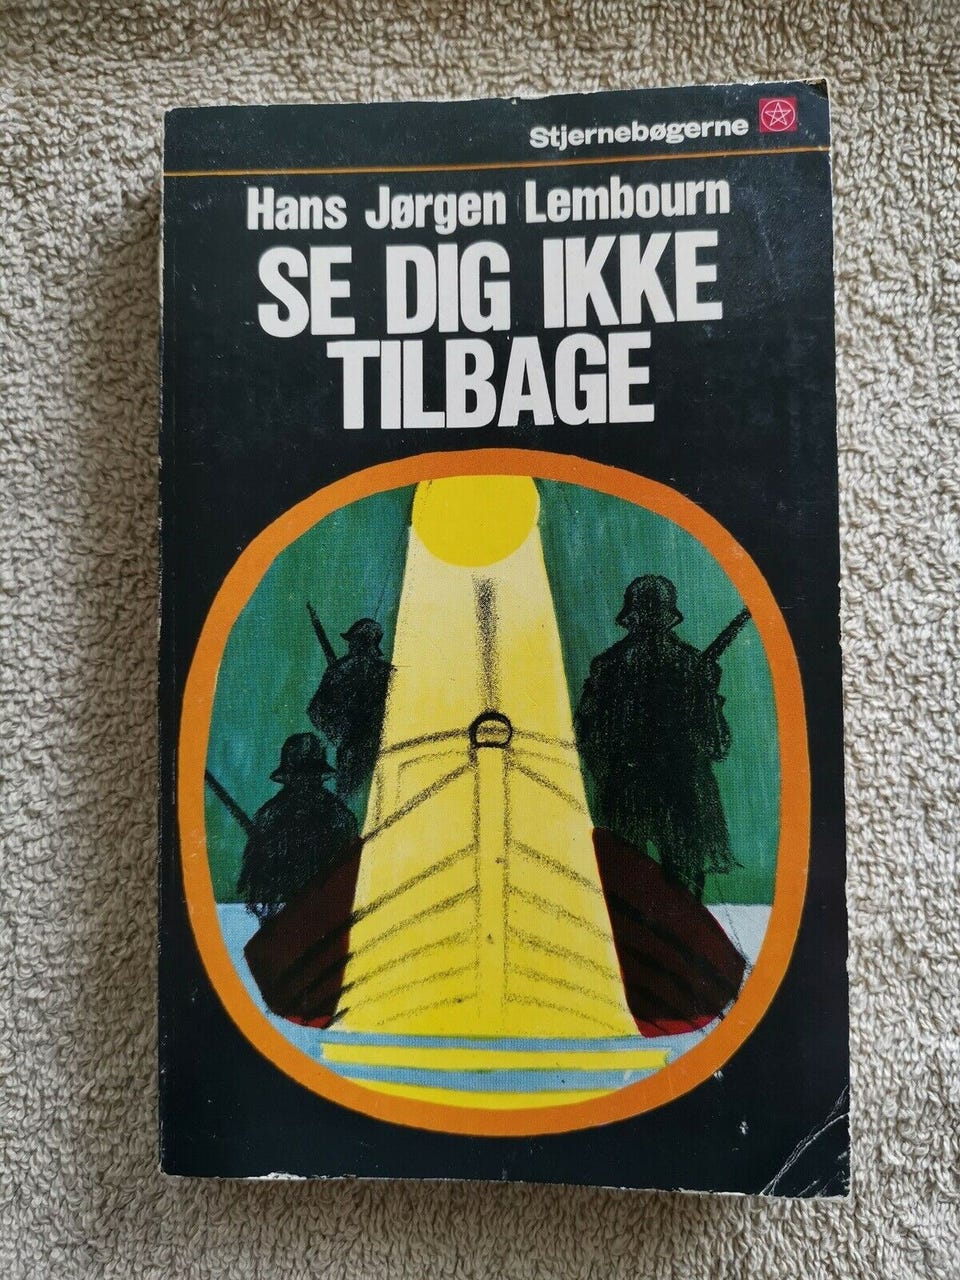 Stjernebøgerne
Hans Jørgen Lembourn
SE DIG IKKE
TILBAGE